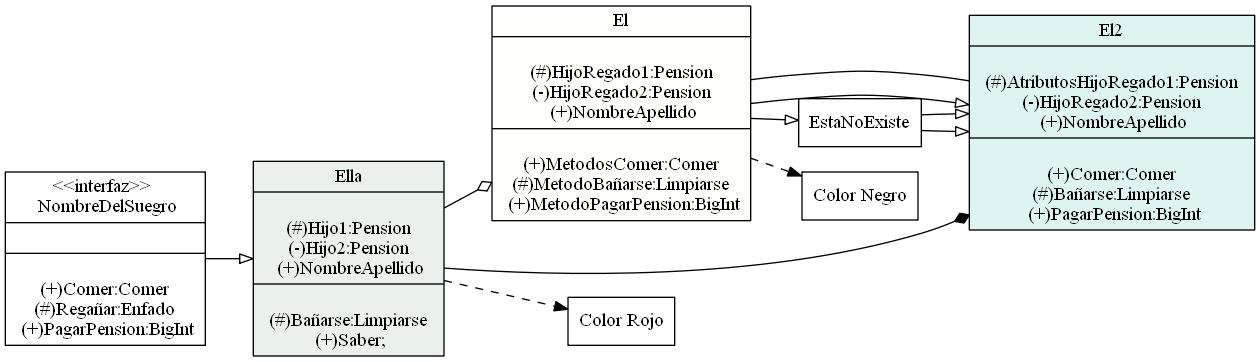 <<interfaz>>
NombreDelSuegro
(+)Comer:Comer
(#)Regañar:Enfado
(+)PagarPension:BigInt
Ella
(#)Hijo1:Pension
(-)Hijo2:Pension
(+)NombreApellido
(#)Bañarse:Limpiarse
(+)Saber;
El
(#)HijoRegado1:Pension
(-)HijoRegado2:Pension
(+)NombreApellido
(+)MetodosComer:Comer
(#)MetodoBañarse:Limpiarse
(+)MetodoPagarPension:BigInt
EstaNoExiste
Color Negro
Color Rojo
El2
(#)AtributosHijoRegado1:Pension
(-)HijoRegado2:Pension
(+)NombreApellido
(+)Comer:Comer
(#)Bañarse:Limpiarse
(+)PagarPension:BigInt